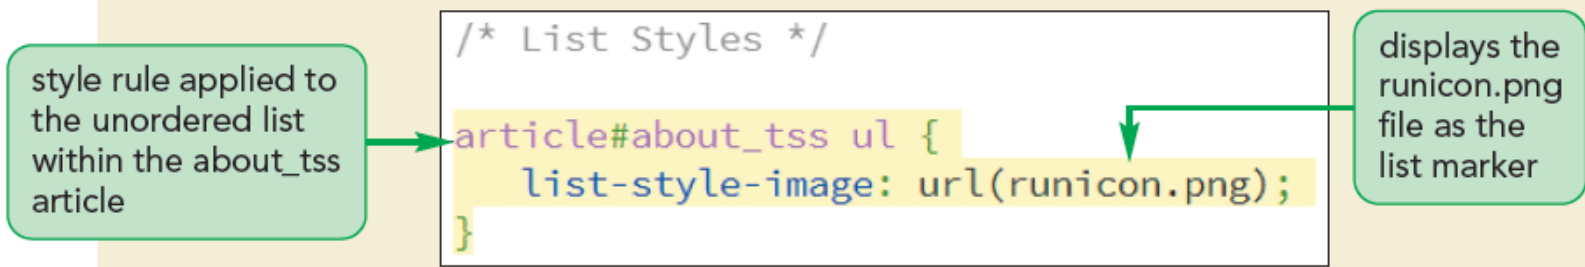 style rule applied to
the unordered list
within the about_tss
article
/* List Styles */
article#about_tss ul {
   list-style-image: url(runicon.png);
}
displays the
runicon.png
file as the
list marker